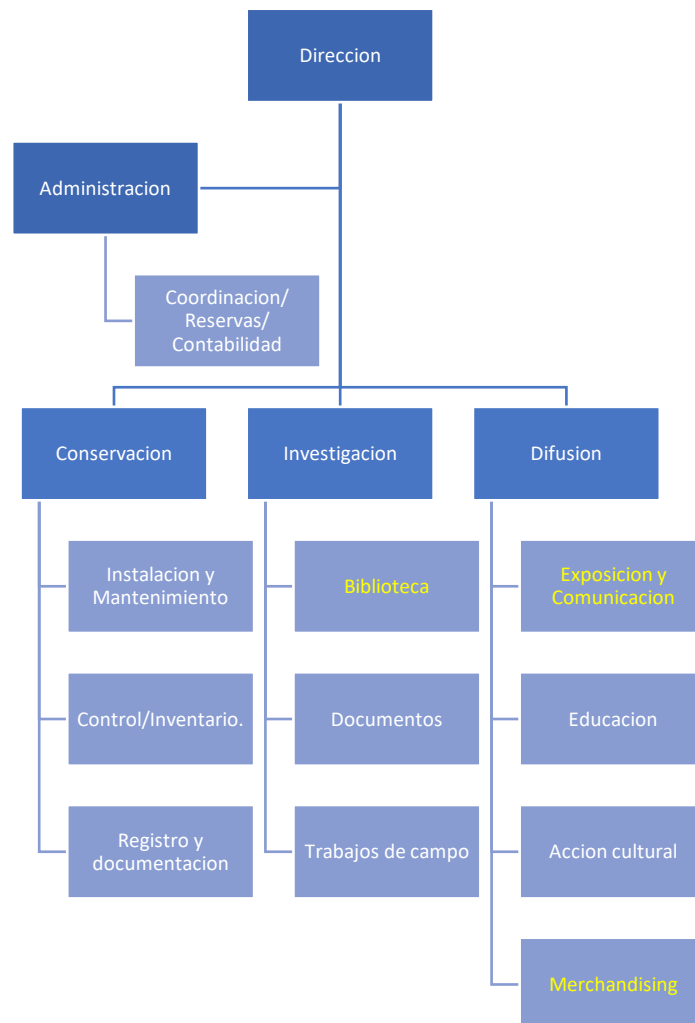 Direccion
Administracion
Coordinacion/
Reservas/
Contabilidad
Conservacion
Investigacion
Difusion
Instalacion y
Mantenimiento
Biblioteca
Exposicion y
Comunicacion
Control/Inventario.
Documentos
Educacion
Registro y
documentacion
Trabajos de campo
Accion cultural
Merchandising